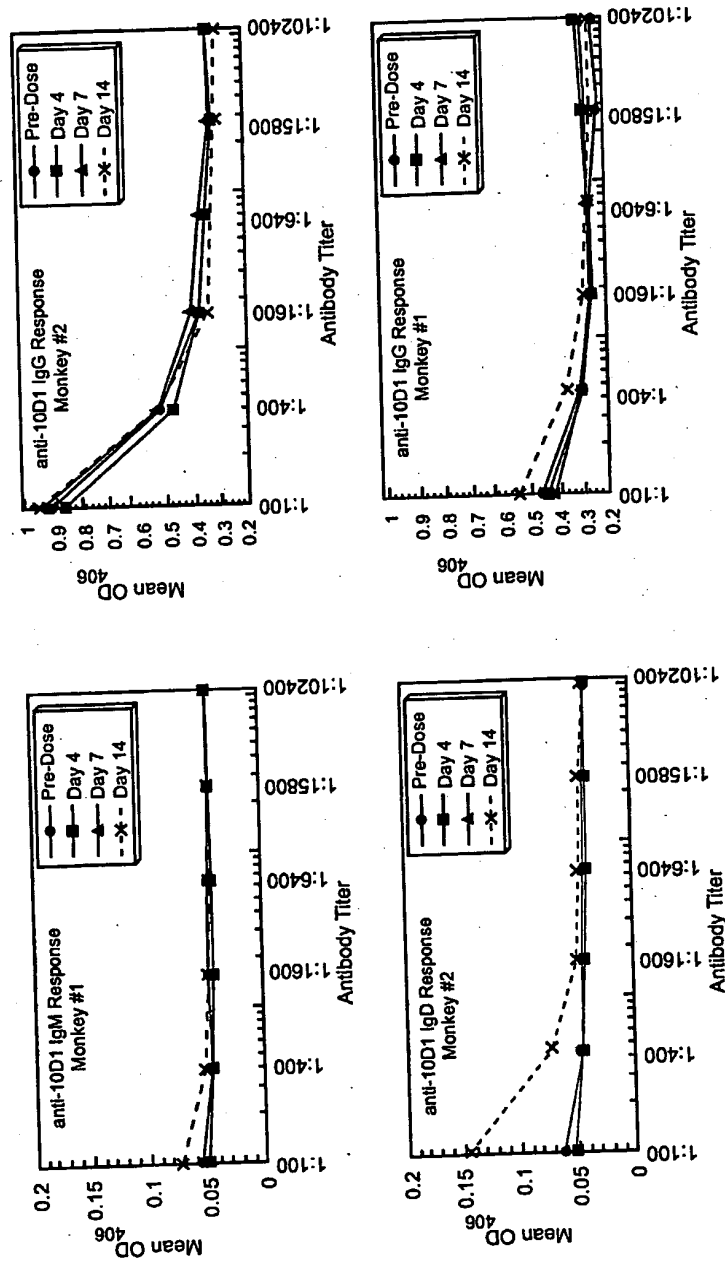 anti-10D1 IgM Response
Monkey #1
Pre-Dose
Day 4
Day 7
Day 14
Mean OD 406
0.2
0.15
0.1
0.05
0
1:100
1:400
1:1600
1:6400
1:15800
1:102400
Antibody Titer
anti-10D1 IgG Response
Monkey #2
Pre-Dose
Day 4
Day 7
Day 14
Mean OD 406
1
0.9
0.8
0.7
0.6
0.5
0.4
0.3
0.2
1:100
1:400
1:1600
1:6400
1:15800
1:102400
Antibody Titer
anti-10D1 IgD Response
Monkey #2
Pre-Dose
Day 4
Day 7
Day 14
Mean OD 406
0.2
0.15
0.1
0.05
0
1:100
1:400
1:1600
1:6400
1:15800
1:102400
Antibody Titer
anti-10D1 IgG Response
Monkey #1
Pre-Dose
Day 4
Day 7
Day 14
Mean OD 406
1
0.9
0.8
0.7
0.6
0.5
0.4
0.3
0.2
1:100
1:400
1:1600
1:6400
1:15800
1:102400
Antibody Titer